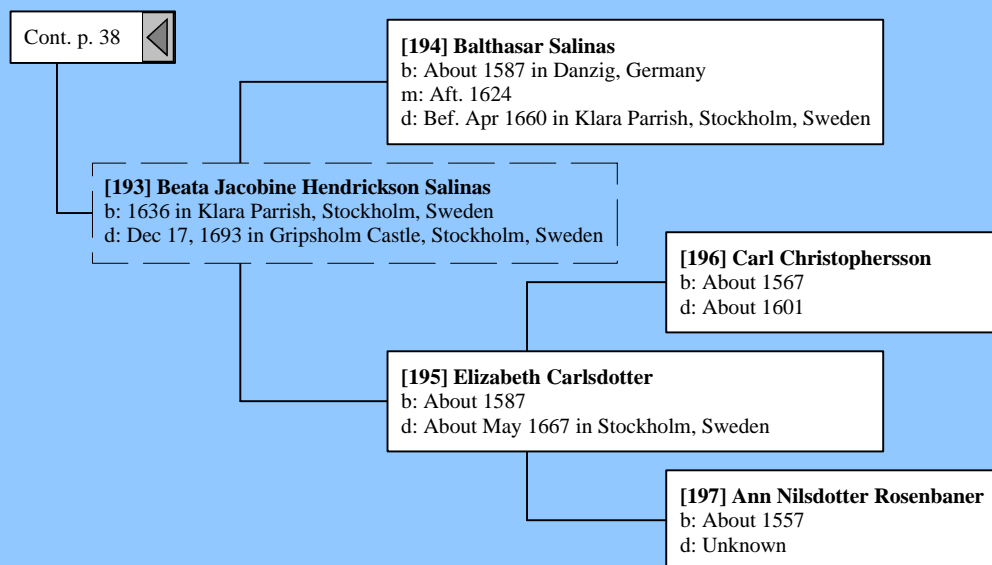 Cont. p. 38
[194] Balthasar Salinas
b: About 1587 in Danzig, Germany
m: Aft. 1624
d: Bef. Apr 1660 in Klara Parrish, Stockholm, Sweden
[193] Beata Jacobine Hendrickson Salinas
b: 1636 in Klara Parrish, Stockholm, Sweden
d: Dec 17, 1693 in Gripsholm Castle, Stockholm, Sweden
[196] Carl Christophersson
b: About 1567
d: About 1601
[195] Elizabeth Carlsdotter
b: About 1587
d: About May 1667 in Stockholm, Sweden
[197] Ann Nilsdotter Rosenbaner
b: About 1557
d: Unknown